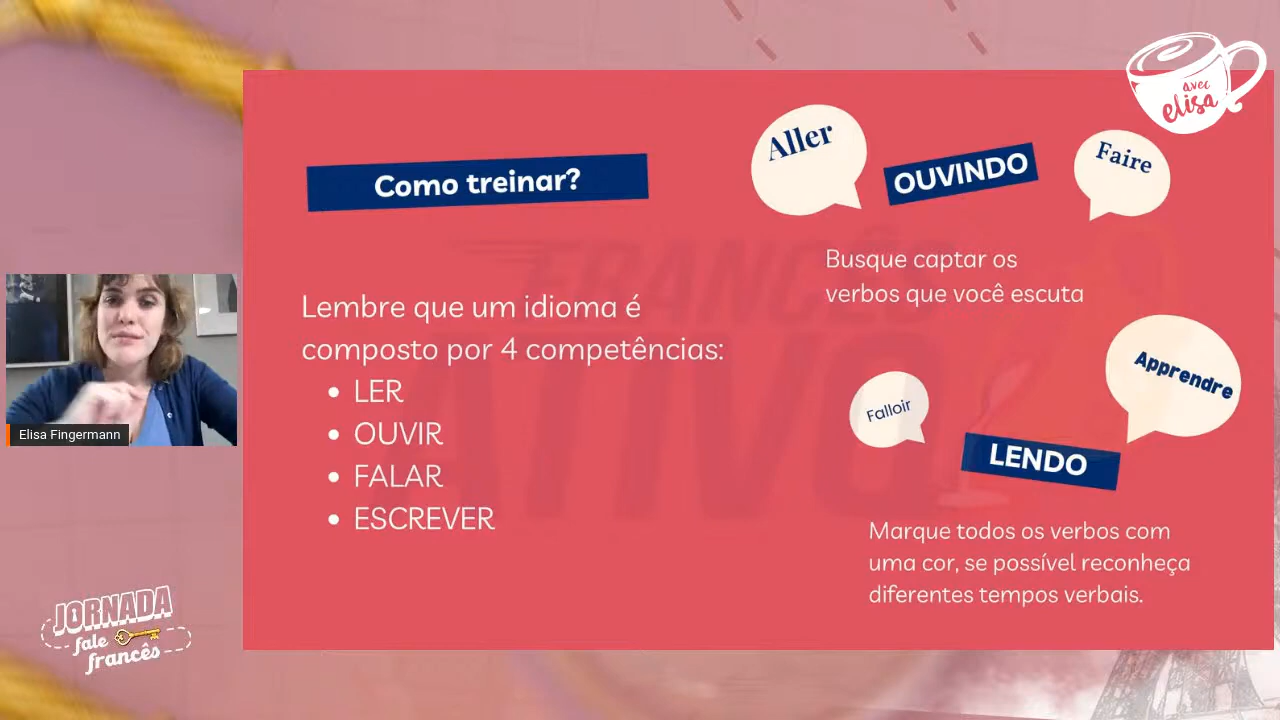 avec
elisa
Como treinar?
Lembre que um idioma é
composto por 4 competências:
• LER
• OUVIR
• FALAR
• ESCREVER
Aller
OUVINDO
Faire
Busque captar os
verbos que você escuta
Falloir
Apprendre
LENDO
Marque todos os verbos com
uma cor, se possível reconheça
diferentes tempos verbais.
FRANCÊS
ATIVO
Elisa Fingermann
JORNADA
fale
francês